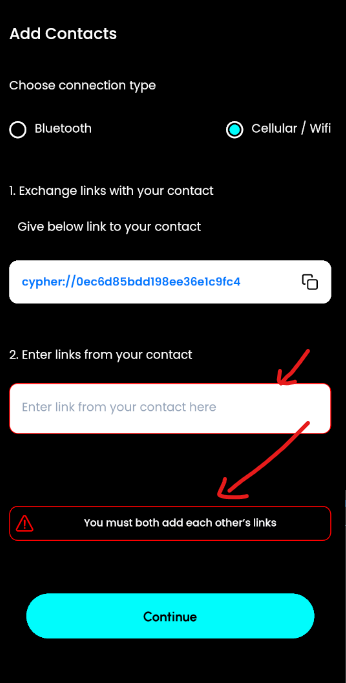 Add Contacts
Choose connection type
Bluetooth
Cellular / Wifi
1. Exchange links with your contact
Give below link to your contact
cypher://0ec6d85bdd198ee36e1c9fc4
2. Enter links from your contact
Enter link from your contact here
You must both add each other's links
Continue